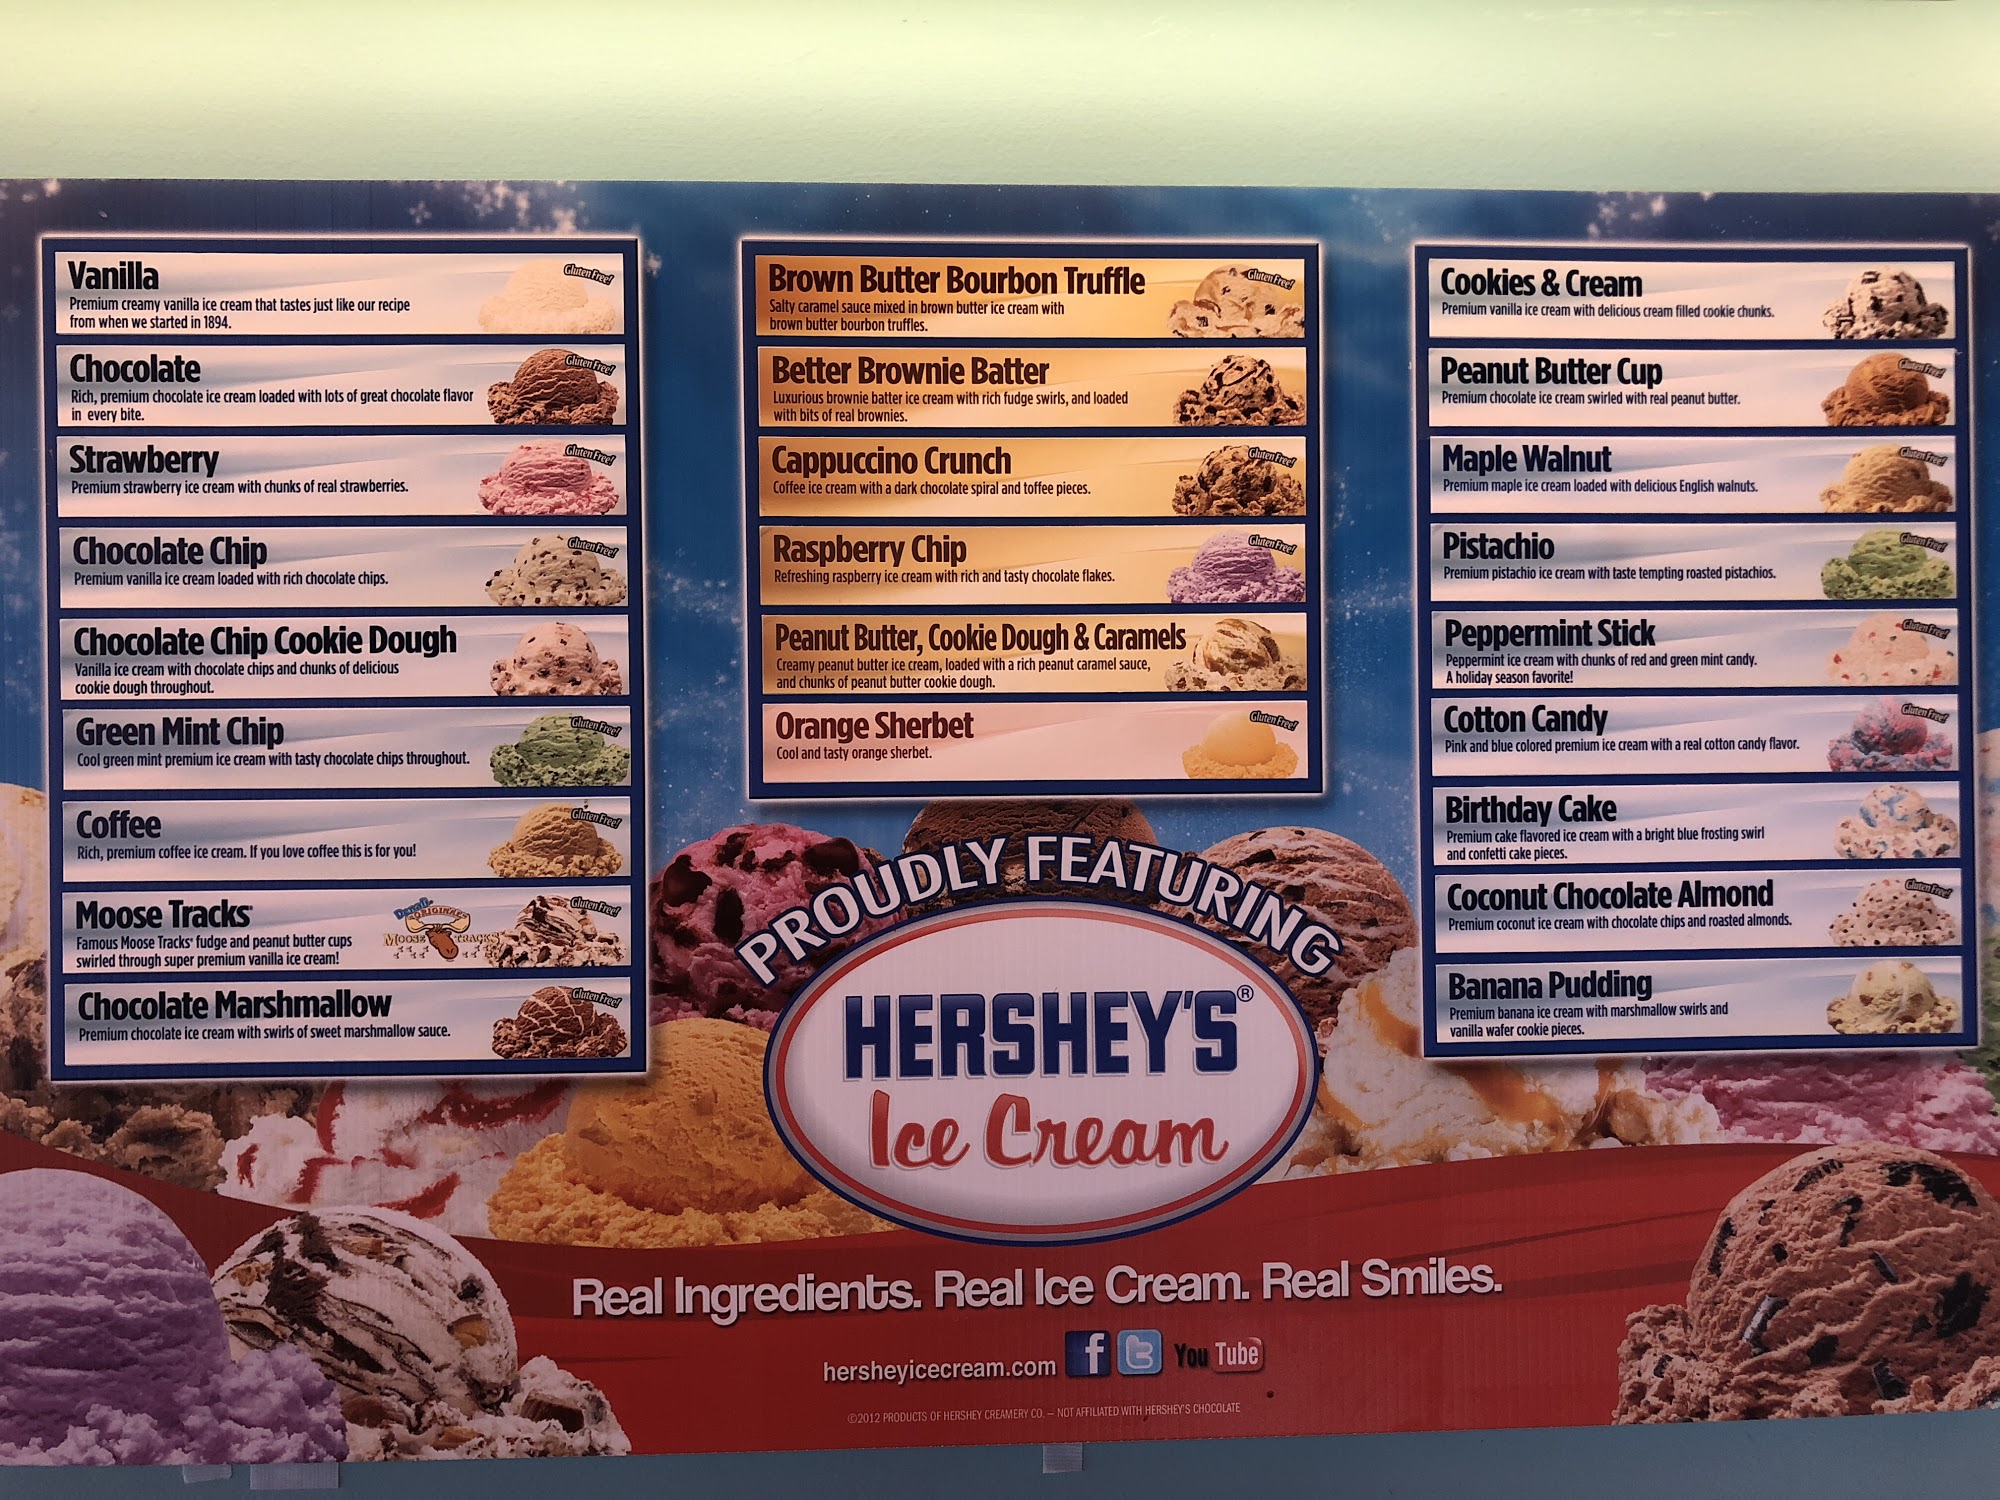 Vanilla
Gluten Free!
Premium creamy vanilla ice cream that tastes just like our recipe
from when we started in 1894.
Chocolate
Gluten Free!
Rich, premium chocolate ice cream loaded with lots of great chocolate flavor
in every bite.
Strawberry
Gluten Free!
Premium strawberry ice cream with chunks of real strawberries.
Chocolate Chip
Gluten Free!
Premium vanilla ice cream loaded with rich chocolate chips.
Chocolate Chip Cookie Dough
Vanilla ice cream with chocolate chips and chunks of delicious
cookie dough throughout.
Green Mint Chip
Gluten Free!
Cool green mint premium ice cream with tasty chocolate chips throughout.
Coffee
Gluten Free!
Rich, premium coffee ice cream. If you love coffee this is for you!
Moose Tracks®
Gluten Free!
Denali
ORIGINAL
MOOSE TRACKS
Famous Moose Tracks® fudge and peanut butter cups
swirled through super premium vanilla ice cream!
Chocolate Marshmallow
Gluten Free!
Premium chocolate ice cream with swirls of sweet marshmallow sauce.
Brown Butter Bourbon Truffle
Gluten Free!
Salty caramel sauce mixed in brown butter ice cream with
brown butter bourbon truffles.
Better Brownie Batter
Luxurious brownie batter ice cream with rich fudge swirls, and loaded
with bits of real brownies.
Cappuccino Crunch
Gluten Free!
Coffee ice cream with a dark chocolate spiral and toffee pieces.
Raspberry Chip
Gluten Free!
Refreshing raspberry ice cream with rich and tasty chocolate flakes.
Peanut Butter, Cookie Dough & Caramels
Creamy peanut butter ice cream, loaded with a rich peanut caramel sauce,
and chunks of peanut butter cookie dough.
Orange Sherbet
Gluten Free!
Cool and tasty orange sherbet.
Cookies & Cream
Premium vanilla ice cream with delicious cream filled cookie chunks.
Peanut Butter Cup
Gluten Free!
Premium chocolate ice cream swirled with real peanut butter.
Maple Walnut
Gluten Free!
Premium maple ice cream loaded with delicious English walnuts.
Pistachio
Gluten Free!
Premium pistachio ice cream with taste tempting roasted pistachios.
Peppermint Stick
Gluten Free!
Peppermint ice cream with chunks of red and green mint candy.
A holiday season favorite!
Cotton Candy
Gluten Free!
Pink and blue colored premium ice cream with a real cotton candy flavor.
Birthday Cake
Premium cake flavored ice cream with a bright blue frosting swirl
and confetti cake pieces.
Coconut Chocolate Almond
Gluten Free!
Premium coconut ice cream with chocolate chips and roasted almonds.
Banana Pudding
Premium banana ice cream with marshmallow swirls and
vanilla wafer cookie pieces.
PROUDLY FEATURING
HERSHEY'S®
Ice Cream
Real Ingredients. Real Ice Cream. Real Smiles.
hersheyicecream.com f t You Tube
©2012 PRODUCTS OF HERSHEY CREAMERY CO. – NOT AFFILIATED WITH HERSHEY'S CHOCOLATE